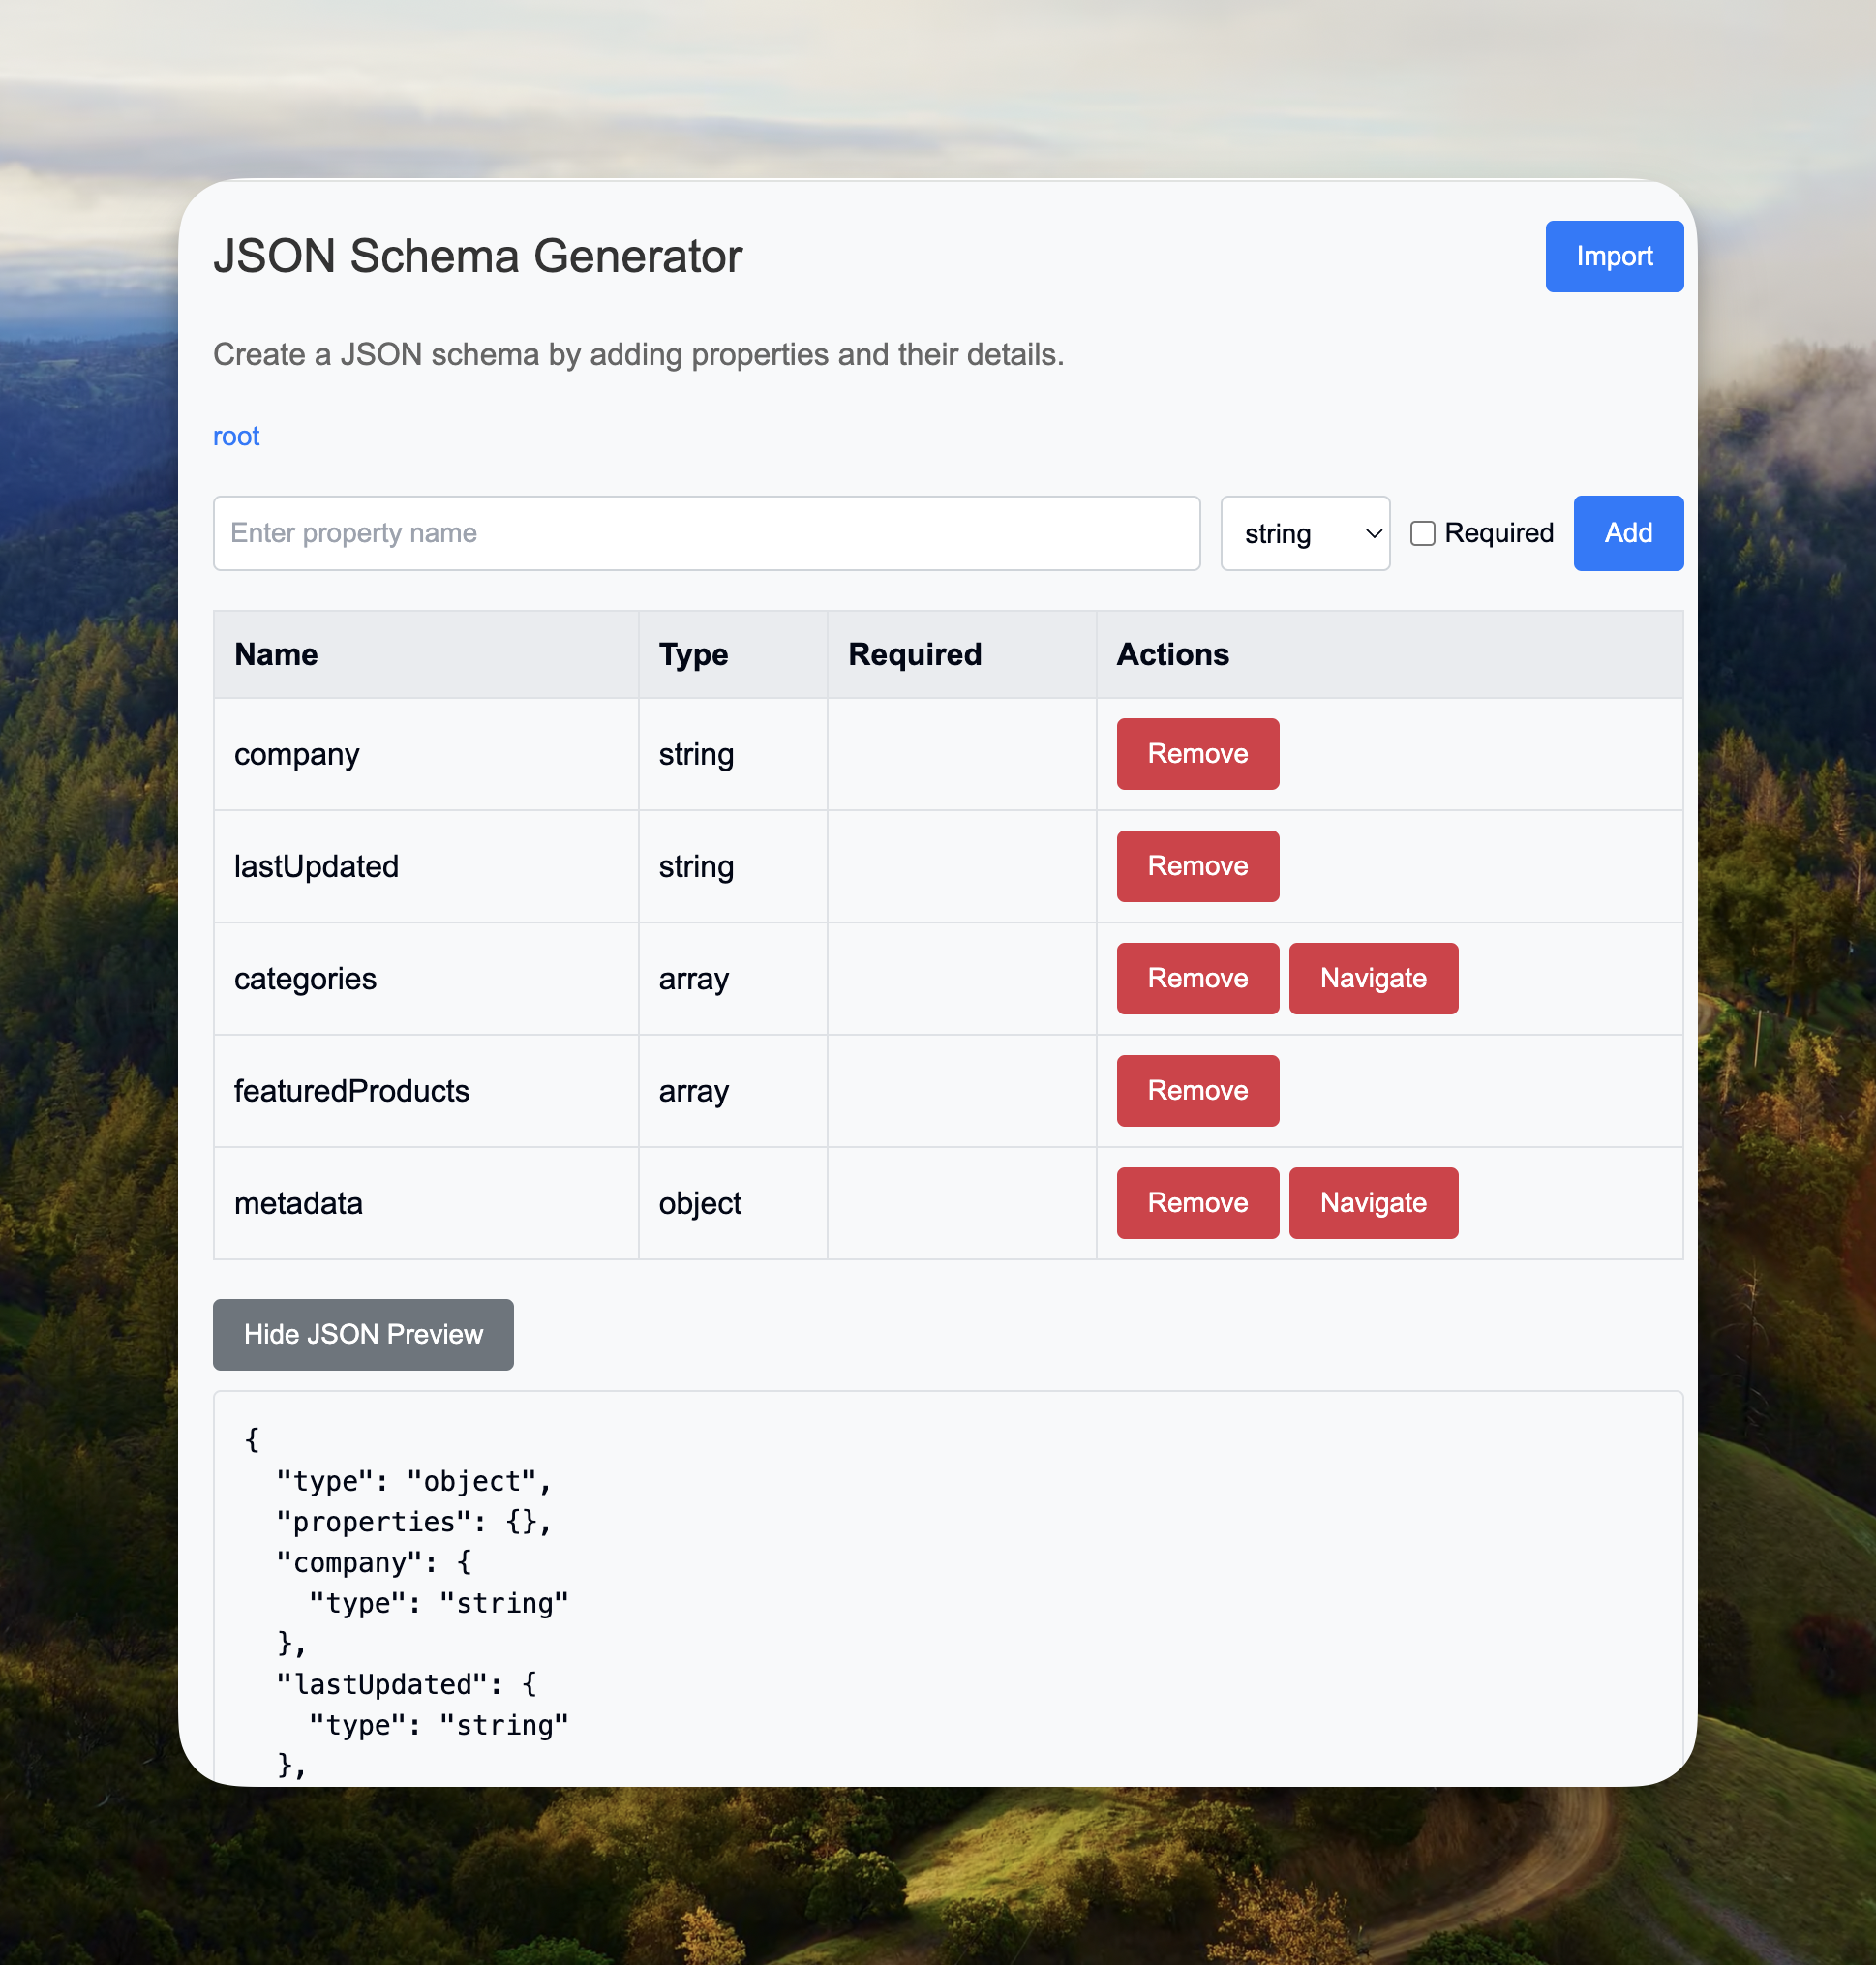 JSON Schema Generator
Import
Create a JSON schema by adding properties and their details.
root
Enter property name
string
Required
Add
Name Type Required Actions
company string Remove
lastUpdated string Remove
categories array Remove Navigate
featuredProducts array Remove
metadata object Remove Navigate
Hide JSON Preview
{
  "type": "object",
  "properties": {},
  "company": {
    "type": "string"
  },
  "lastUpdated": {
    "type": "string"
  },